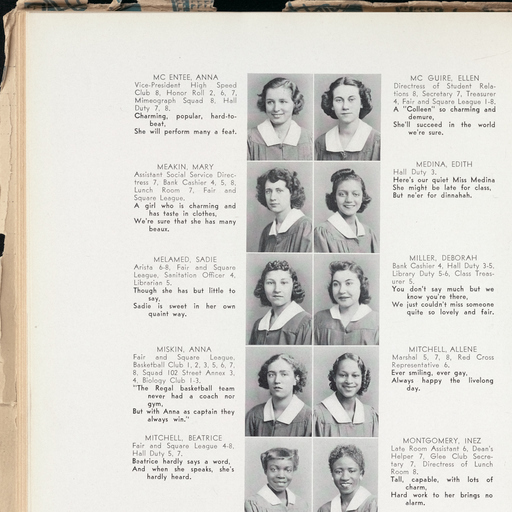 MC ENTEE, ANNA
Vice-President High Speed
Club 8, Honor Roll 2, 6, 7,
Mimeograph Squad 8, Hall
Duty 7, 8.
Charming, popular, hard-to-
beat,
She will perform many a feat.
MEAKIN, MARY
Assistant Social Service Direc-
tress 7, Bank Cashier 4, 5, 8,
Lunch Room 7, Fair and
Square League.
A girl who is charming and
has taste in clothes,
We're sure that she has many
beaux.
MELAMED, SADIE
Arista 6-8, Fair and Square
League, Sanitation Officer 4,
Librarian 5.
Though she has but little to
say,
Sadie is sweet in her own
quaint way.
MISKIN, ANNA
Fair and Square League,
Basketball Club 1, 2, 3, 5, 6, 7,
8, Squad 102 Street Annex 3,
4, Biology Club 1-3.
"The Regal basketball team
never had a coach nor
gym,
But with Anna as captain they
always win."
MITCHELL, BEATRICE
Fair and Square League 4-8,
Hall Duty 5, 7.
Beatrice hardly says a word,
And when she speaks, she's
hardly heard.
MC GUIRE, ELLEN
Directress of Student Rela-
tions 8, Secretary 7, Treasurer
4, Fair and Square League 1-8.
A "Colleen" so charming and
demure,
She'll succeed in the world
we're sure.
MEDINA, EDITH
Hall Duty 3.
Here's our quiet Miss Medina
She might be late for class,
But ne'er for dinnahah.
MILLER, DEBORAH
Bank Cashier 4, Hall Duty 3-5,
Library Duty 5-6, Class Treas-
urer 5.
You don't say much but we
know you're there,
We just couldn't miss someone
quite so lovely and fair.
MITCHELL, ALLENE
Marshal 5, 7, 8, Red Cross
Representative 6.
Ever smiling, ever gay,
Always happy the livelong
day.
MONTGOMERY, INEZ
Late Room Assistant 6, Dean's
Helper 7, Glee Club Secre-
tary 7, Directress of Lunch
Room 8.
Tall, capable, with lots of
charm,
Hard work to her brings no
alarm.